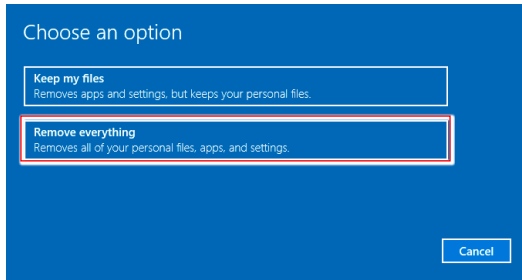 Choose an option
Keep my files
Removes apps and settings, but keeps your personal files.
Remove everything
Removes all of your personal files, apps, and settings.
Cancel